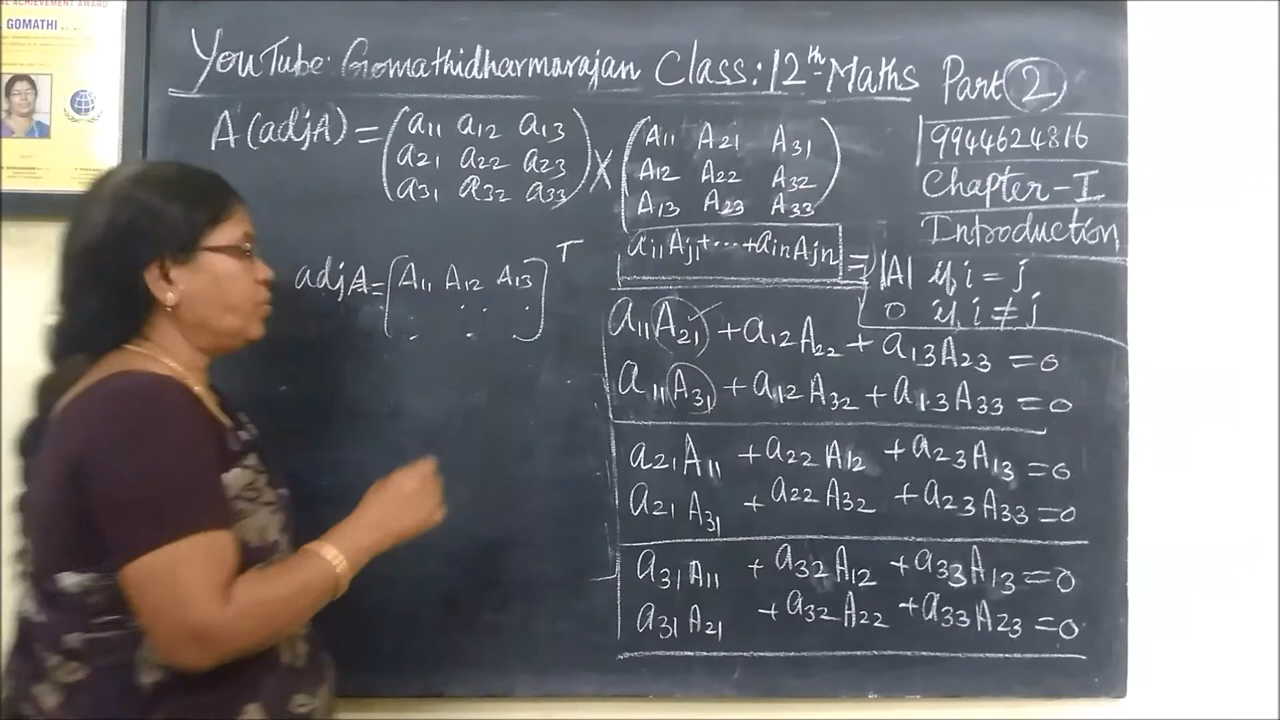 ACHIEVEMENT AWARD
GOMATHI
YouTube: Gomathidharmarajan Class: 12th Maths Part 2
A(adjA) = (a11 a12 a13 × (A11 A21 A31)
a21 a22 a23
a31 a32 a33)
A12 A22 A32
A13 A23 A33
9944624816
Chapter-I
Introduction
adjA = [A11 A12 A13]T
. . .
. . .
ai1Aj1 + ... + ainAjn = { |A| if i = j
0 if i ≠ j
a11A21 ✓ + a12A22 + a13A23 = 0
a11A31 + a12A32 + a13A33 = 0
a21A11 + a22A12 + a23A13 = 0
a21A31 + a22A32 + a23A33 = 0
a31A11 + a32A12 + a33A13 = 0
a31A21 + a32A22 + a33A23 = 0